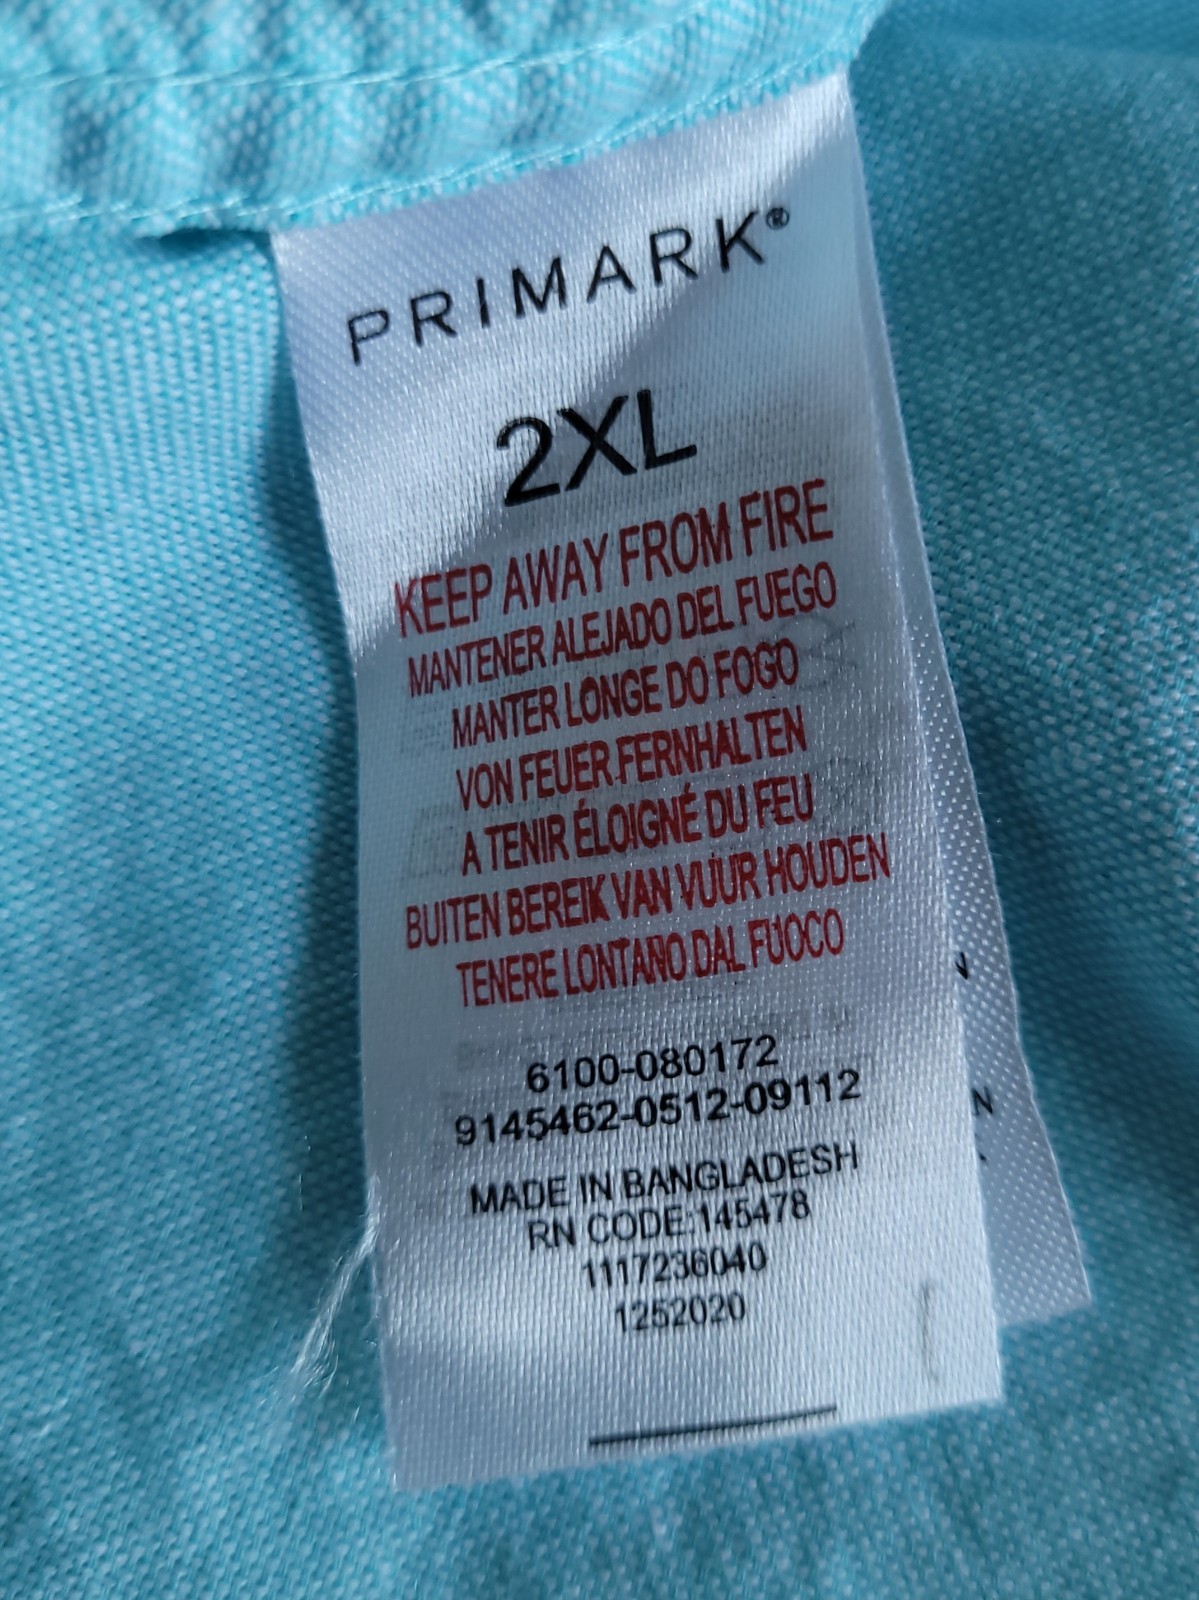 PRIMARK®
2XL
KEEP AWAY FROM FIRE
MANTENER ALEJADO DEL FUEGO
MANTER LONGE DO FOGO
VON FEUER FERNHALTEN
A TENIR ÉLOIGNÉ DU FEU
BUITEN BEREIK VAN VUUR HOUDEN
TENERE LONTANO DAL FUOCO
6100-080172
9145462-0512-09112
MADE IN BANGLADESH
RN CODE:145478
1117236040
1252020